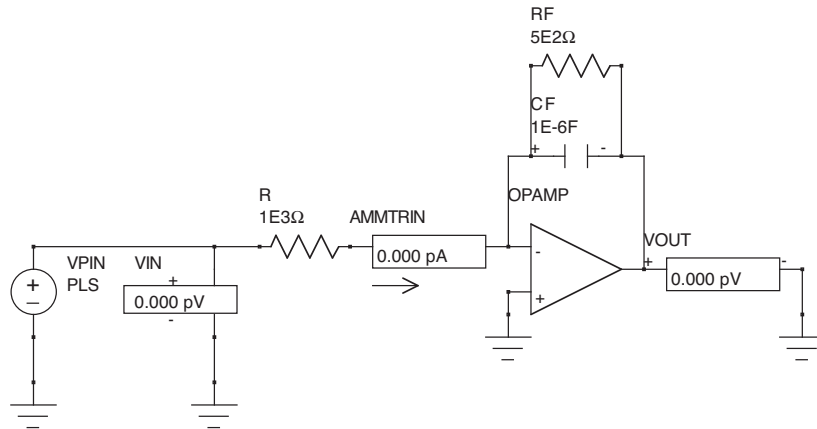 RF
5E2Ω
CF
1E-6F
+ -
R
1E3Ω
AMMTRIN
OPAMP
0.000 pA
-
+
VOUT
+ -
0.000 pV
VPIN
PLS
+
–
VIN
+
0.000 pV
-